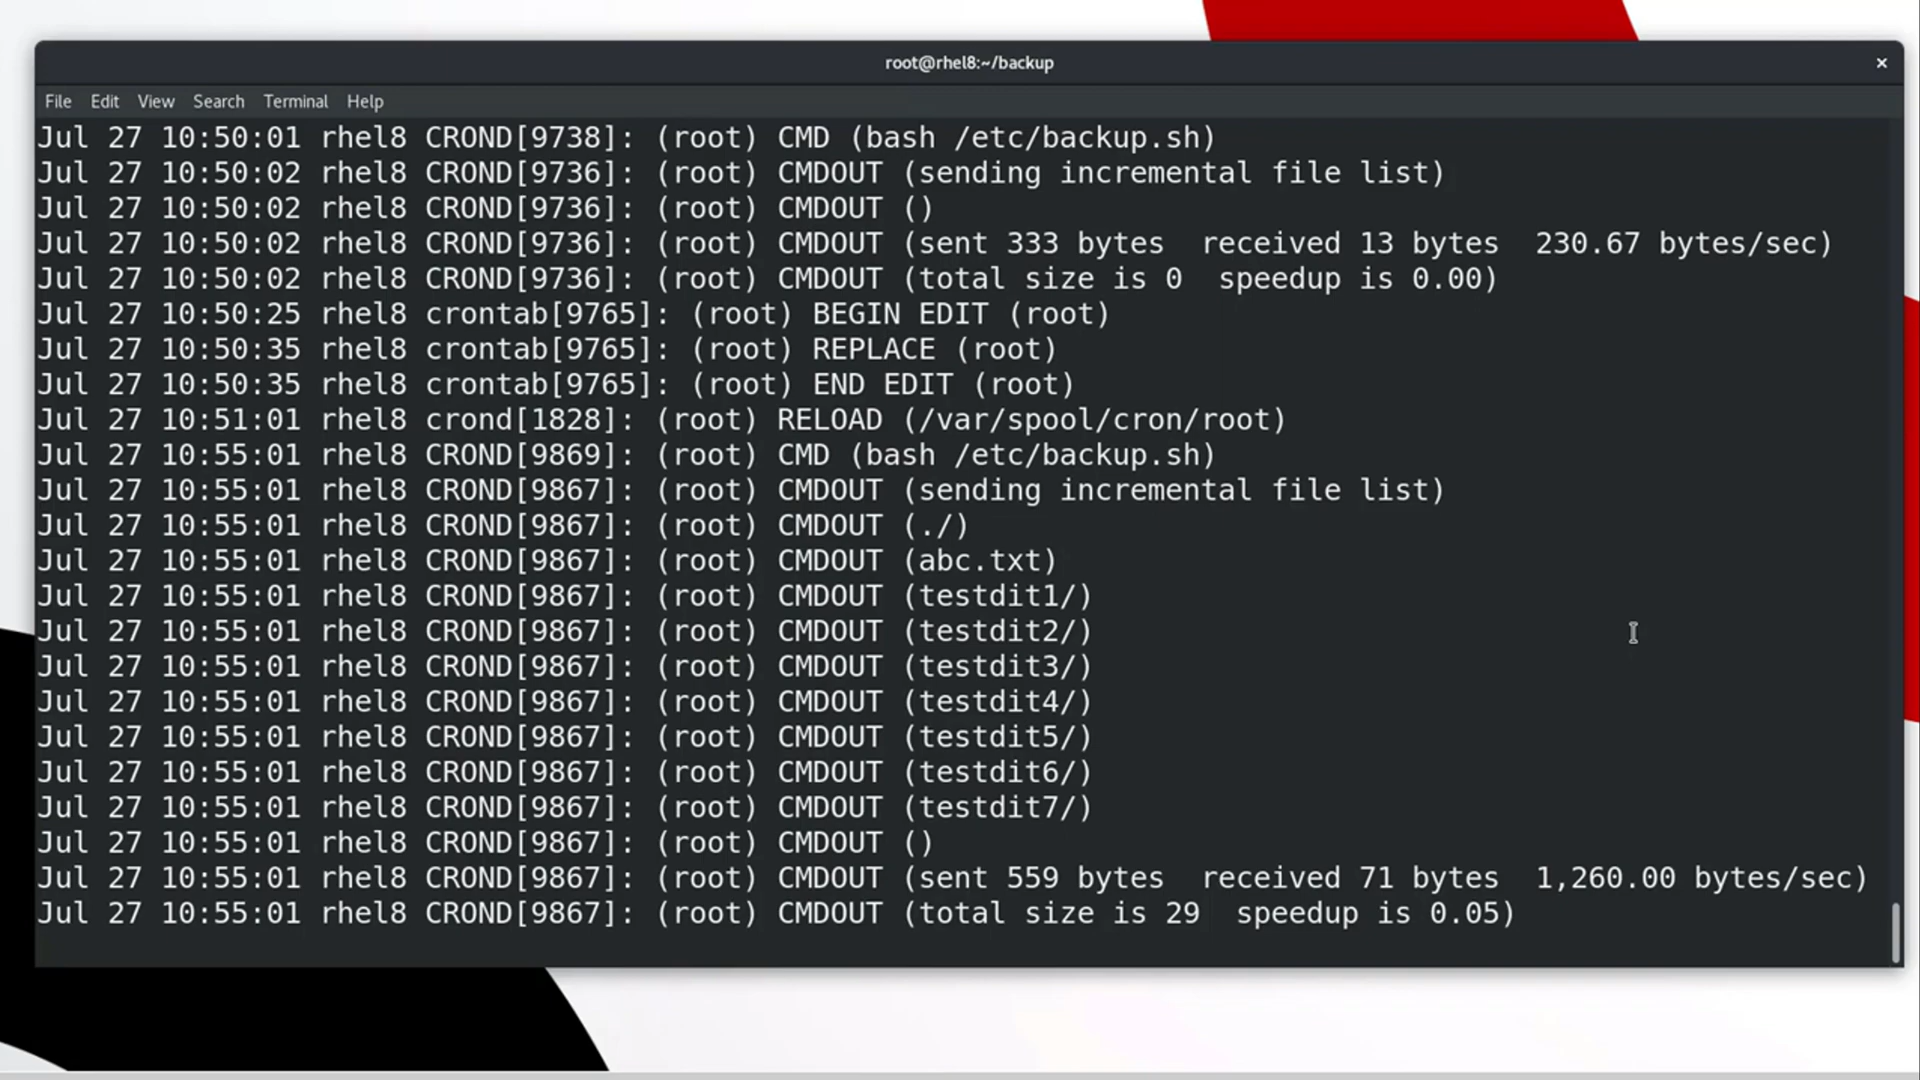 root@rhel8:~/backup
×
File Edit View Search Terminal Help
Jul 27 10:50:01 rhel8 CROND[9738]: (root) CMD (bash /etc/backup.sh)
Jul 27 10:50:02 rhel8 CROND[9736]: (root) CMDOUT (sending incremental file list)
Jul 27 10:50:02 rhel8 CROND[9736]: (root) CMDOUT ()
Jul 27 10:50:02 rhel8 CROND[9736]: (root) CMDOUT (sent 333 bytes  received 13 bytes  230.67 bytes/sec)
Jul 27 10:50:02 rhel8 CROND[9736]: (root) CMDOUT (total size is 0  speedup is 0.00)
Jul 27 10:50:25 rhel8 crontab[9765]: (root) BEGIN EDIT (root)
Jul 27 10:50:35 rhel8 crontab[9765]: (root) REPLACE (root)
Jul 27 10:50:35 rhel8 crontab[9765]: (root) END EDIT (root)
Jul 27 10:51:01 rhel8 crond[1828]: (root) RELOAD (/var/spool/cron/root)
Jul 27 10:55:01 rhel8 CROND[9869]: (root) CMD (bash /etc/backup.sh)
Jul 27 10:55:01 rhel8 CROND[9867]: (root) CMDOUT (sending incremental file list)
Jul 27 10:55:01 rhel8 CROND[9867]: (root) CMDOUT (./)
Jul 27 10:55:01 rhel8 CROND[9867]: (root) CMDOUT (abc.txt)
Jul 27 10:55:01 rhel8 CROND[9867]: (root) CMDOUT (testdit1/)
Jul 27 10:55:01 rhel8 CROND[9867]: (root) CMDOUT (testdit2/)
Jul 27 10:55:01 rhel8 CROND[9867]: (root) CMDOUT (testdit3/)
Jul 27 10:55:01 rhel8 CROND[9867]: (root) CMDOUT (testdit4/)
Jul 27 10:55:01 rhel8 CROND[9867]: (root) CMDOUT (testdit5/)
Jul 27 10:55:01 rhel8 CROND[9867]: (root) CMDOUT (testdit6/)
Jul 27 10:55:01 rhel8 CROND[9867]: (root) CMDOUT (testdit7/)
Jul 27 10:55:01 rhel8 CROND[9867]: (root) CMDOUT ()
Jul 27 10:55:01 rhel8 CROND[9867]: (root) CMDOUT (sent 559 bytes  received 71 bytes  1,260.00 bytes/sec)
Jul 27 10:55:01 rhel8 CROND[9867]: (root) CMDOUT (total size is 29  speedup is 0.05)